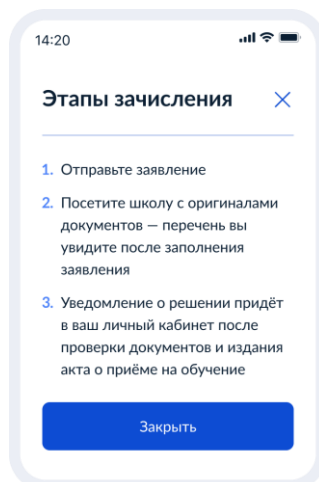 14:20
Этапы зачисления
1. Отправьте заявление
2. Посетите школу с оригиналами
документов — перечень вы
увидите после заполнения
заявления
3. Уведомление о решении придёт
в ваш личный кабинет после
проверки документов и издания
акта о приёме на обучение
Закрыть